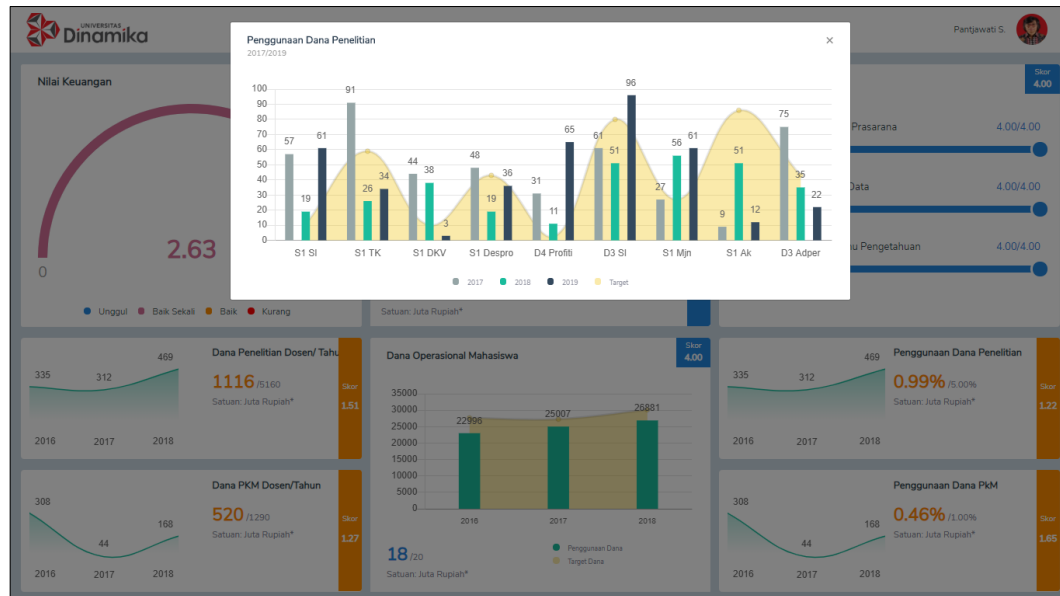 UNIVERSITAS
Dinamika
Pantjawati S.
Penggunaan Dana Penelitian
×
2017/2019
100
90
80
70
60
50
40
30
20
10
0
57
19
61
91
26
34
44
38
3
48
19
36
31
11
65
61
51
96
27
56
61
9
51
12
75
35
22
S1 SI
S1 TK
S1 DKV
S1 Despro
D4 Profiti
D3 SI
S1 Mjn
S1 Ak
D3 Adper
2017
2018
2019
Target
Nilai Keuangan
2.63
0
Unggul
Baik Sekali
Baik
Kurang
Satuan: Juta Rupiah*
Skor
4.00
Prasarana
4.00/4.00
Data
4.00/4.00
Pengetahuan
4.00/4.00
335
312
469
2016
2017
2018
Dana Penelitian Dosen/ Tahu
1116 /5160
Satuan: Juta Rupiah*
Skor
1.51
Dana Operasional Mahasiswa
Skor
4.00
35000
30000
25000
20000
15000
10000
5000
0
22996
25007
26881
2016
2017
2018
18 /20
Satuan: Juta Rupiah*
Penggunaan Dana
Target Dana
335
312
469
2016
2017
2018
Penggunaan Dana Penelitian
0.99% /5.00%
Satuan: Juta Rupiah*
Skor
1.22
308
44
168
2016
2017
2018
Dana PKM Dosen/Tahun
520 /1290
Satuan: Juta Rupiah*
Skor
1.27
308
44
168
2016
2017
2018
Penggunaan Dana PkM
0.46% /1.00%
Satuan: Juta Rupiah*
Skor
1.65